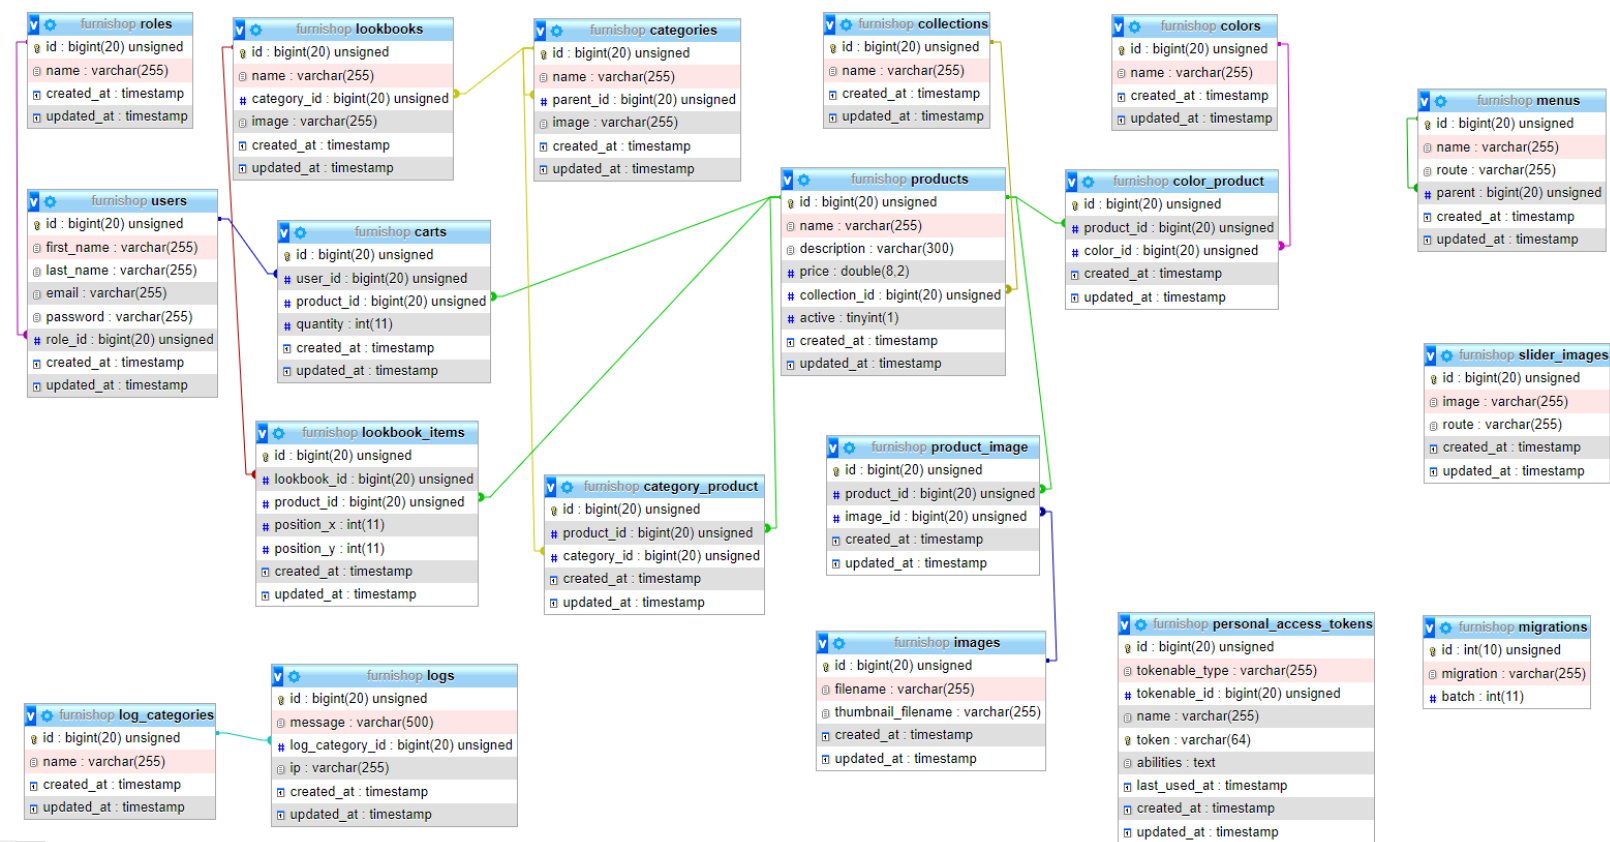 furnishop roles
id : bigint(20) unsigned
name : varchar(255)
created_at : timestamp
updated_at : timestamp
furnishop lookbooks
id : bigint(20) unsigned
name : varchar(255)
category_id : bigint(20) unsigned
image : varchar(255)
created_at : timestamp
updated_at : timestamp
furnishop categories
id : bigint(20) unsigned
name : varchar(255)
parent_id : bigint(20) unsigned
image : varchar(255)
created_at : timestamp
updated_at : timestamp
furnishop collections
id : bigint(20) unsigned
name : varchar(255)
created_at : timestamp
updated_at : timestamp
furnishop colors
id : bigint(20) unsigned
name : varchar(255)
created_at : timestamp
updated_at : timestamp
furnishop menus
id : bigint(20) unsigned
name : varchar(255)
route : varchar(255)
parent : bigint(20) unsigned
created_at : timestamp
updated_at : timestamp
furnishop users
id : bigint(20) unsigned
first_name : varchar(255)
last_name : varchar(255)
email : varchar(255)
password : varchar(255)
role_id : bigint(20) unsigned
created_at : timestamp
updated_at : timestamp
furnishop carts
id : bigint(20) unsigned
user_id : bigint(20) unsigned
product_id : bigint(20) unsigned
quantity : int(11)
created_at : timestamp
updated_at : timestamp
furnishop products
id : bigint(20) unsigned
name : varchar(255)
description : varchar(300)
price : double(8,2)
collection_id : bigint(20) unsigned
active : tinyint(1)
created_at : timestamp
updated_at : timestamp
furnishop color_product
id : bigint(20) unsigned
product_id : bigint(20) unsigned
color_id : bigint(20) unsigned
created_at : timestamp
updated_at : timestamp
furnishop slider_images
id : bigint(20) unsigned
image : varchar(255)
route : varchar(255)
created_at : timestamp
updated_at : timestamp
furnishop lookbook_items
id : bigint(20) unsigned
lookbook_id : bigint(20) unsigned
product_id : bigint(20) unsigned
position_x : int(11)
position_y : int(11)
created_at : timestamp
updated_at : timestamp
furnishop category_product
id : bigint(20) unsigned
product_id : bigint(20) unsigned
category_id : bigint(20) unsigned
created_at : timestamp
updated_at : timestamp
furnishop product_image
id : bigint(20) unsigned
product_id : bigint(20) unsigned
image_id : bigint(20) unsigned
created_at : timestamp
updated_at : timestamp
furnishop log_categories
id : bigint(20) unsigned
name : varchar(255)
created_at : timestamp
updated_at : timestamp
furnishop logs
id : bigint(20) unsigned
message : varchar(500)
log_category_id : bigint(20) unsigned
ip : varchar(255)
created_at : timestamp
updated_at : timestamp
furnishop images
id : bigint(20) unsigned
filename : varchar(255)
thumbnail_filename : varchar(255)
created_at : timestamp
updated_at : timestamp
furnishop personal_access_tokens
id : bigint(20) unsigned
tokenable_type : varchar(255)
tokenable_id : bigint(20) unsigned
name : varchar(255)
token : varchar(64)
abilities : text
last_used_at : timestamp
created_at : timestamp
updated_at : timestamp
furnishop migrations
id : int(10) unsigned
migration : varchar(255)
batch : int(11)